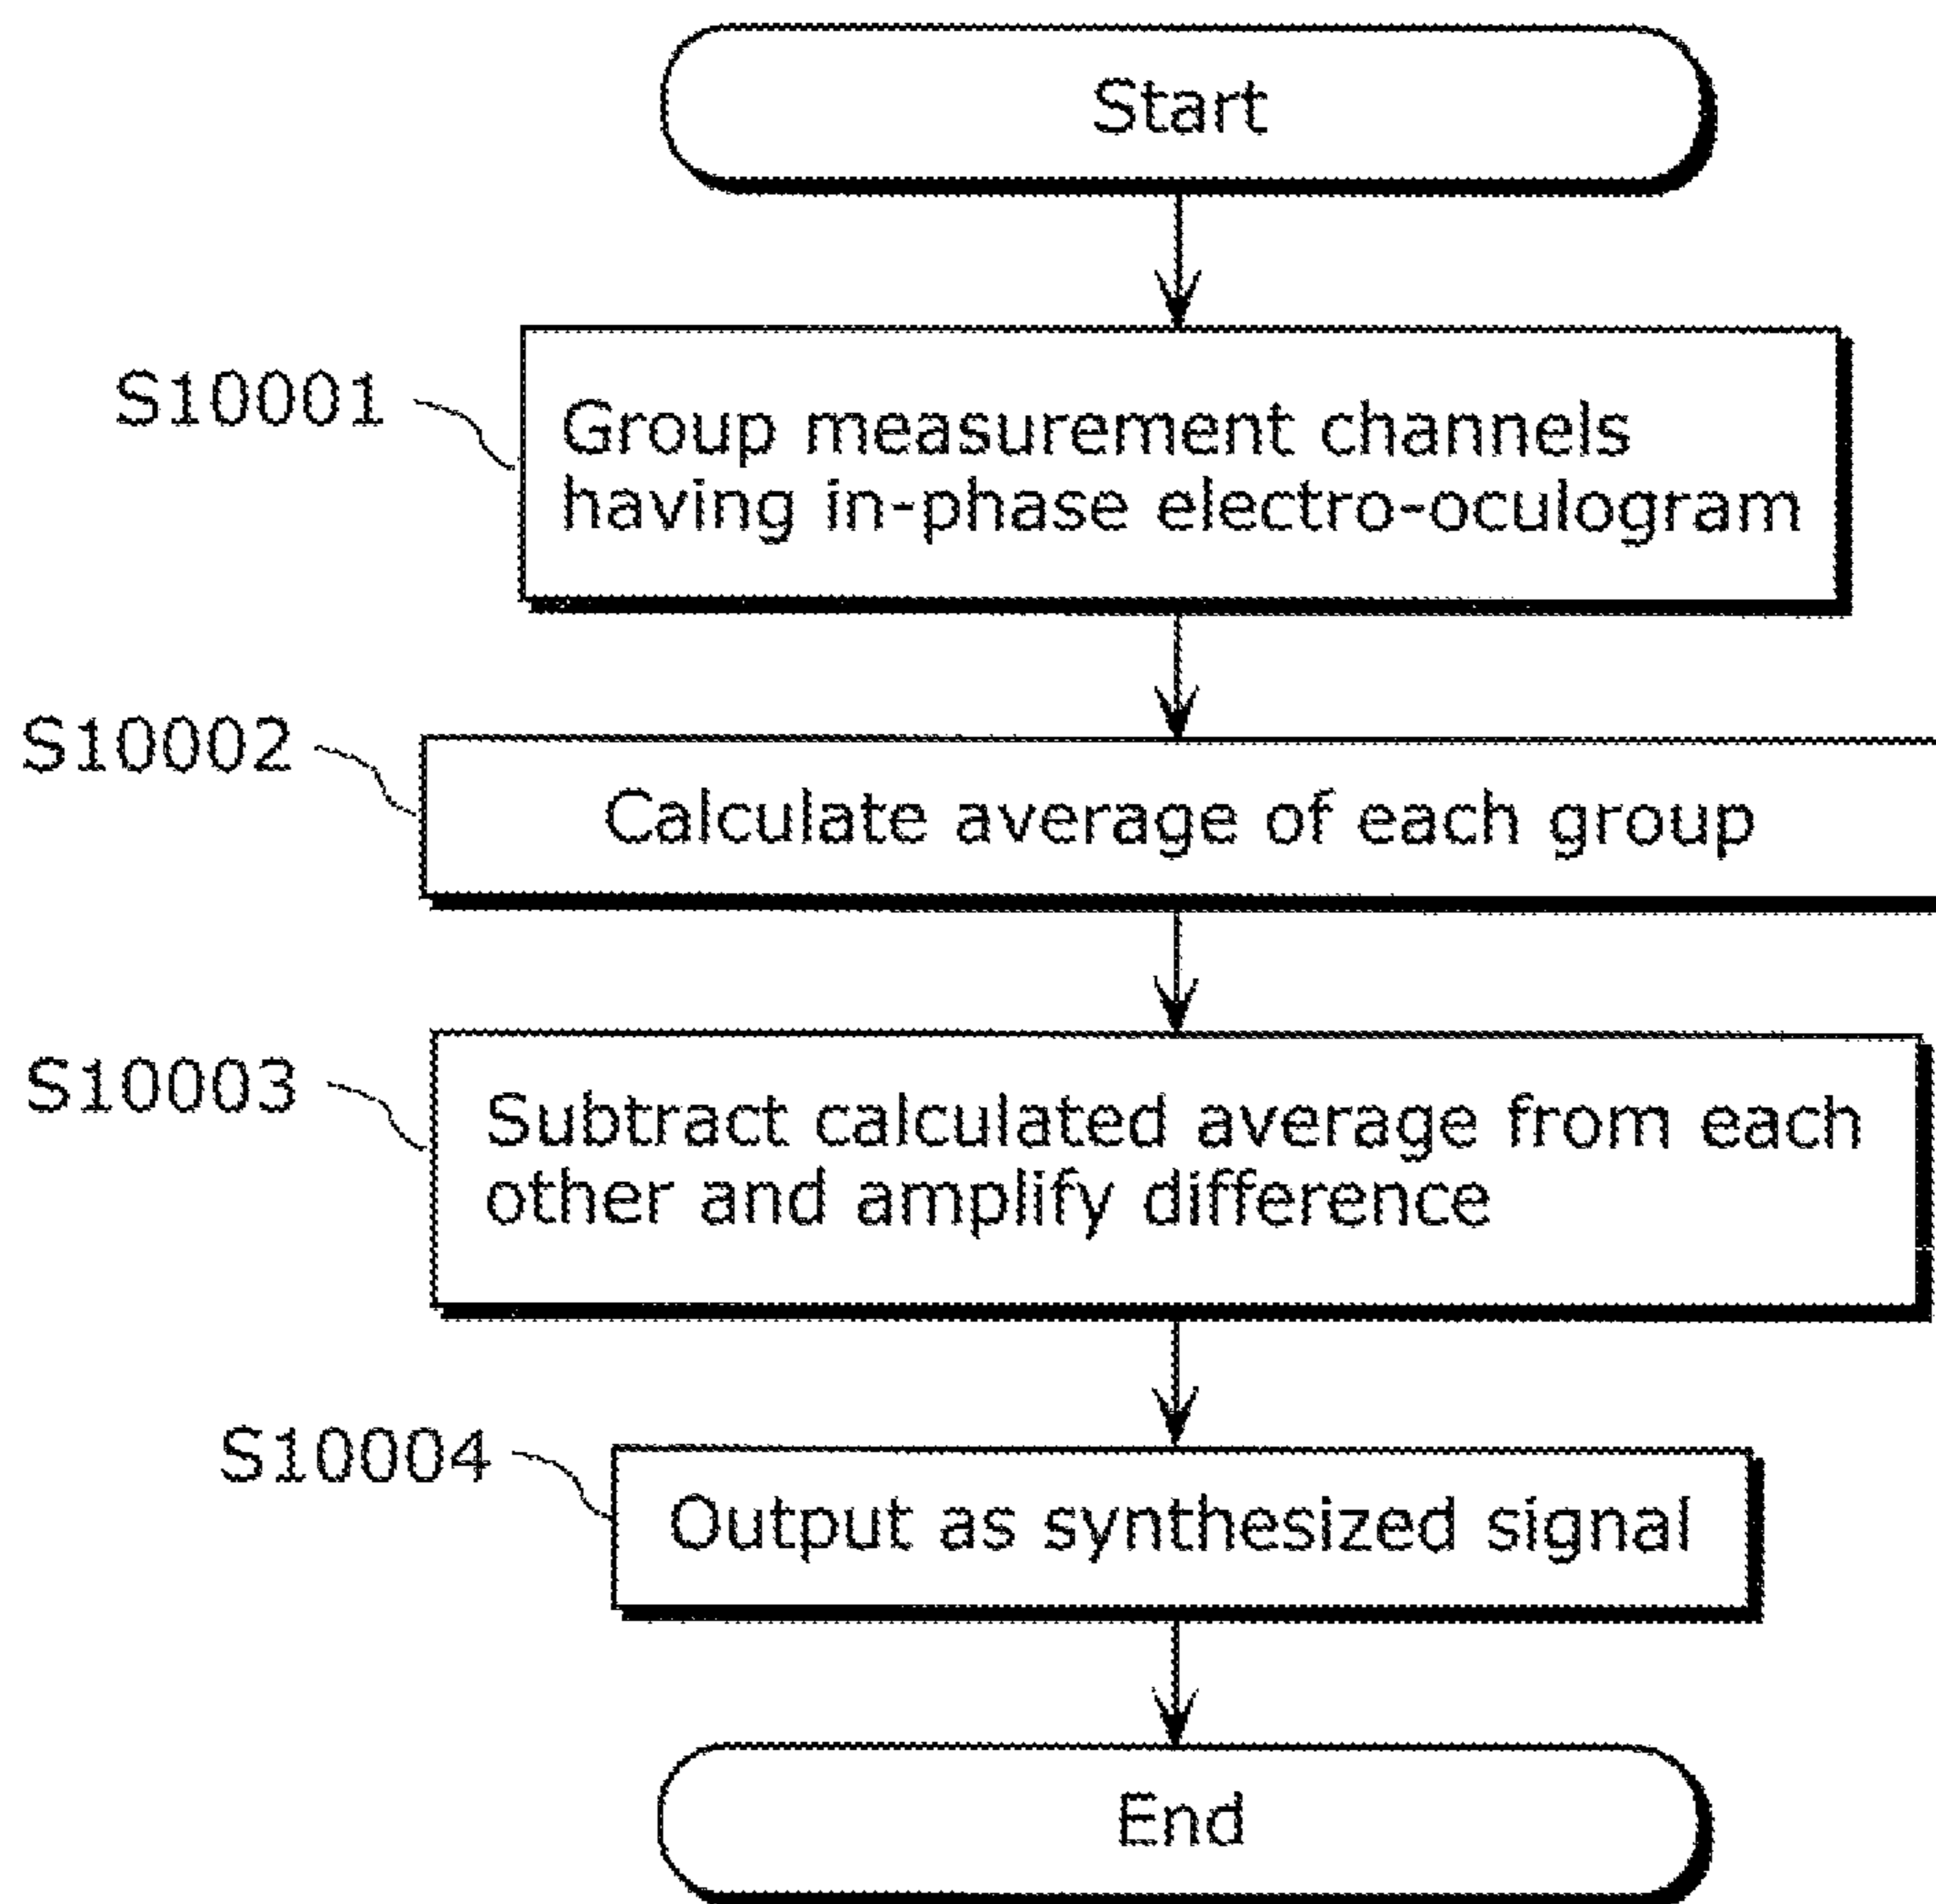 Start
S10001
Group measurement channels
having in-phase electro-oculogram
S10002
Calculate average of each group
S10003
Subtract calculated average from each
other and amplify difference
S10004
Output as synthesized signal
End